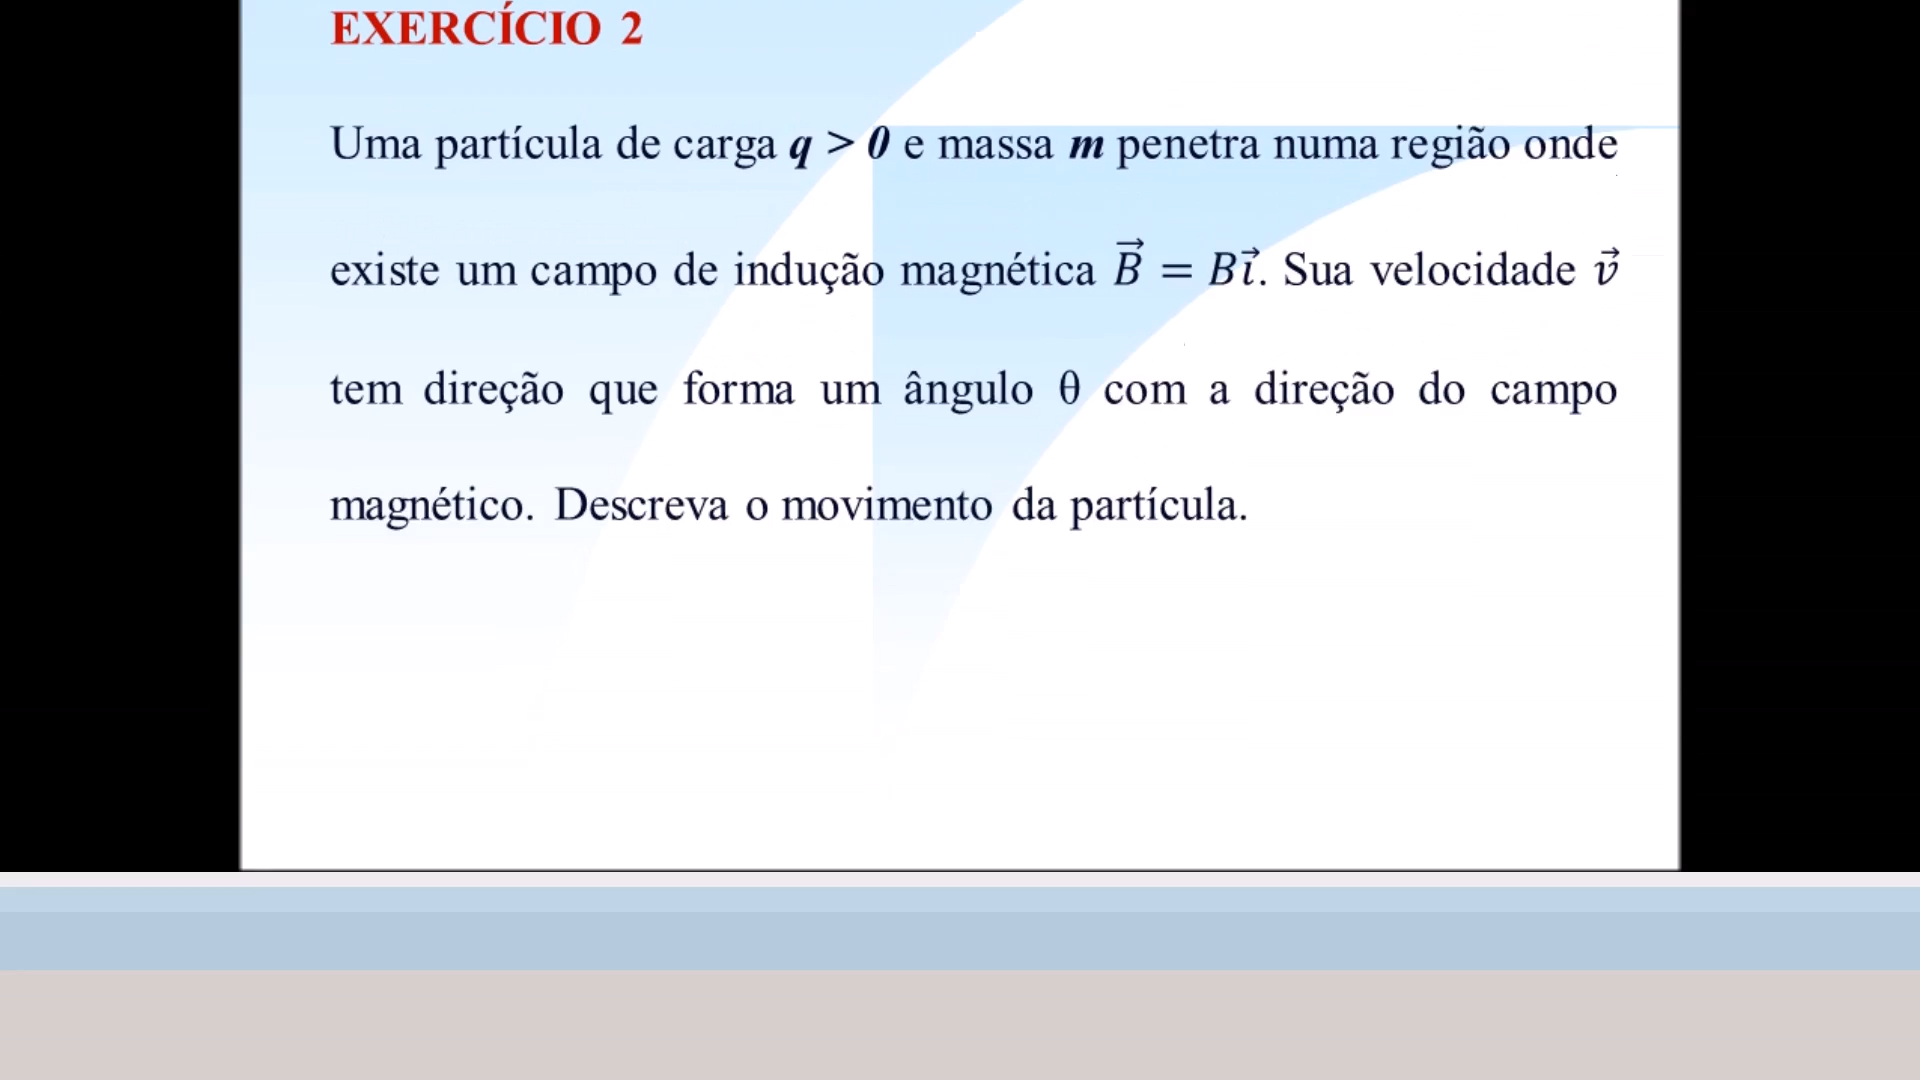 EXERCÍCIO 2
Uma partícula de carga q > 0 e massa m penetra numa região onde
existe um campo de indução magnética B⃗ = Bi⃗. Sua velocidade v⃗
tem direção que forma um ângulo θ com a direção do campo
magnético. Descreva o movimento da partícula.